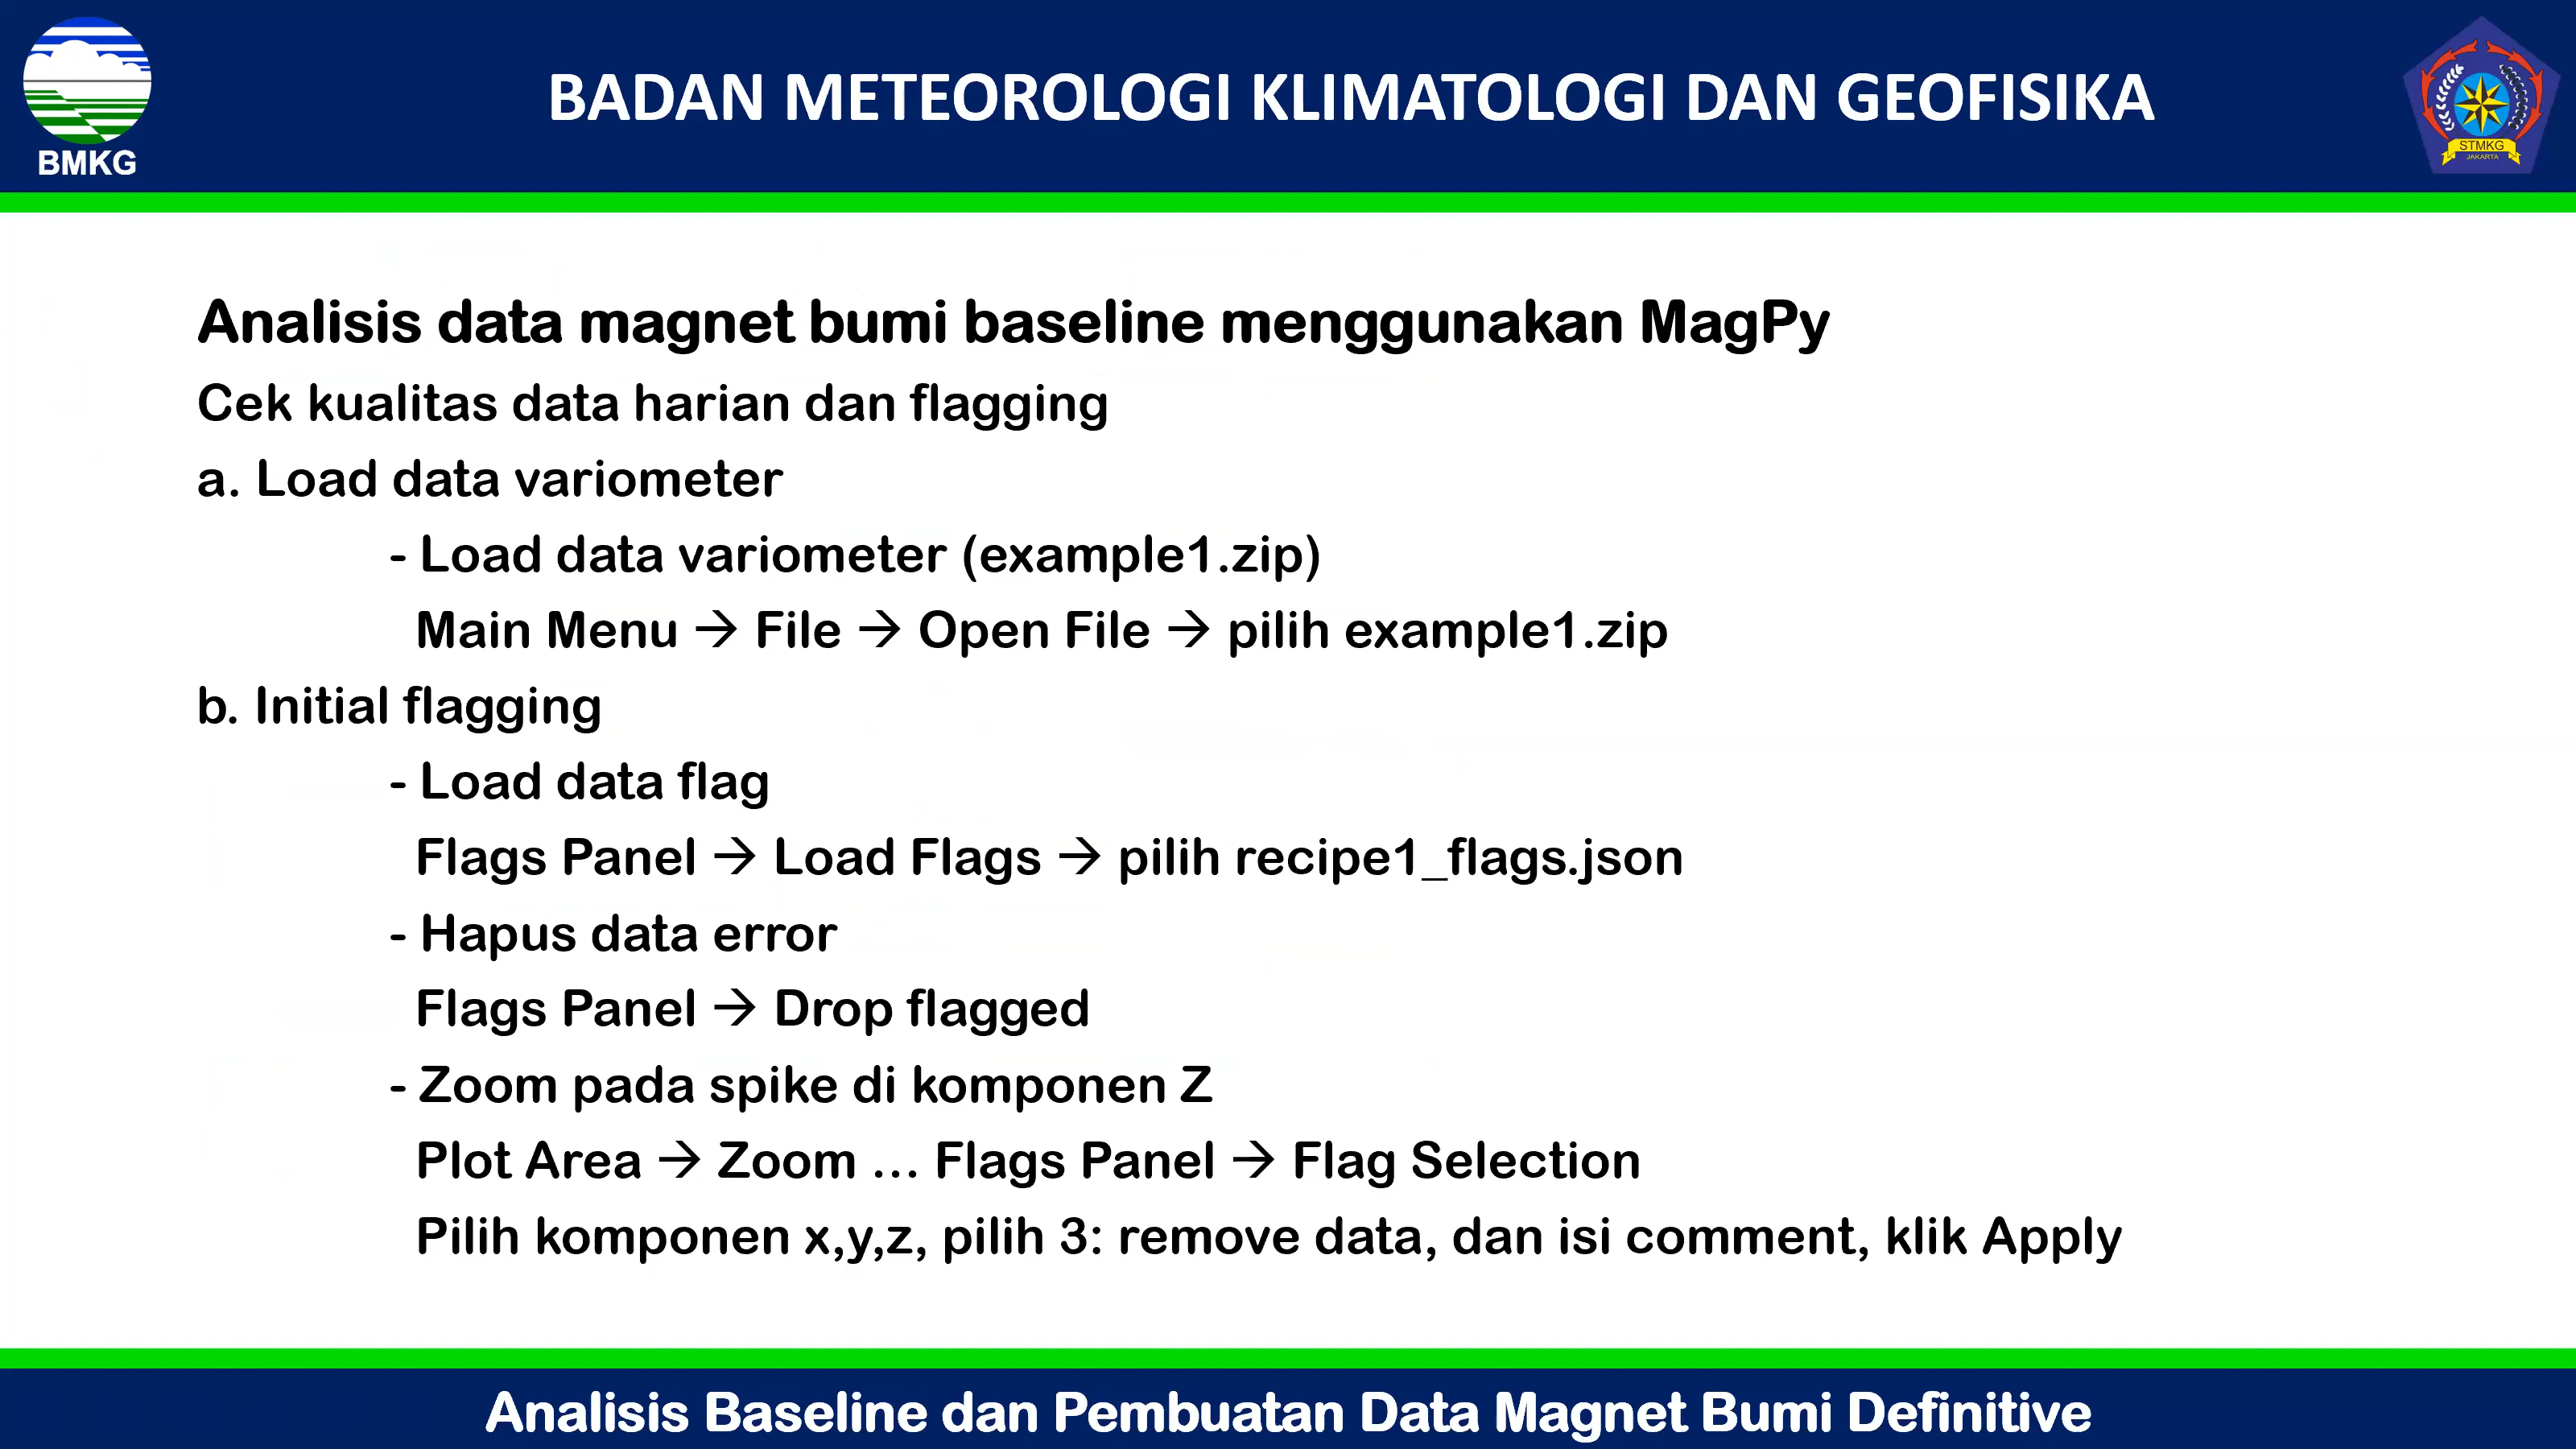 BMKG
BADAN METEOROLOGI KLIMATOLOGI DAN GEOFISIKA
STMKG
JAKARTA
Analisis data magnet bumi baseline menggunakan MagPy
Cek kualitas data harian dan flagging
a. Load data variometer
- Load data variometer (example1.zip)
Main Menu → File → Open File → pilih example1.zip
b. Initial flagging
- Load data flag
Flags Panel → Load Flags → pilih recipe1_flags.json
- Hapus data error
Flags Panel → Drop flagged
- Zoom pada spike di komponen Z
Plot Area → Zoom ... Flags Panel → Flag Selection
Pilih komponen x,y,z, pilih 3: remove data, dan isi comment, klik Apply
Analisis Baseline dan Pembuatan Data Magnet Bumi Definitive